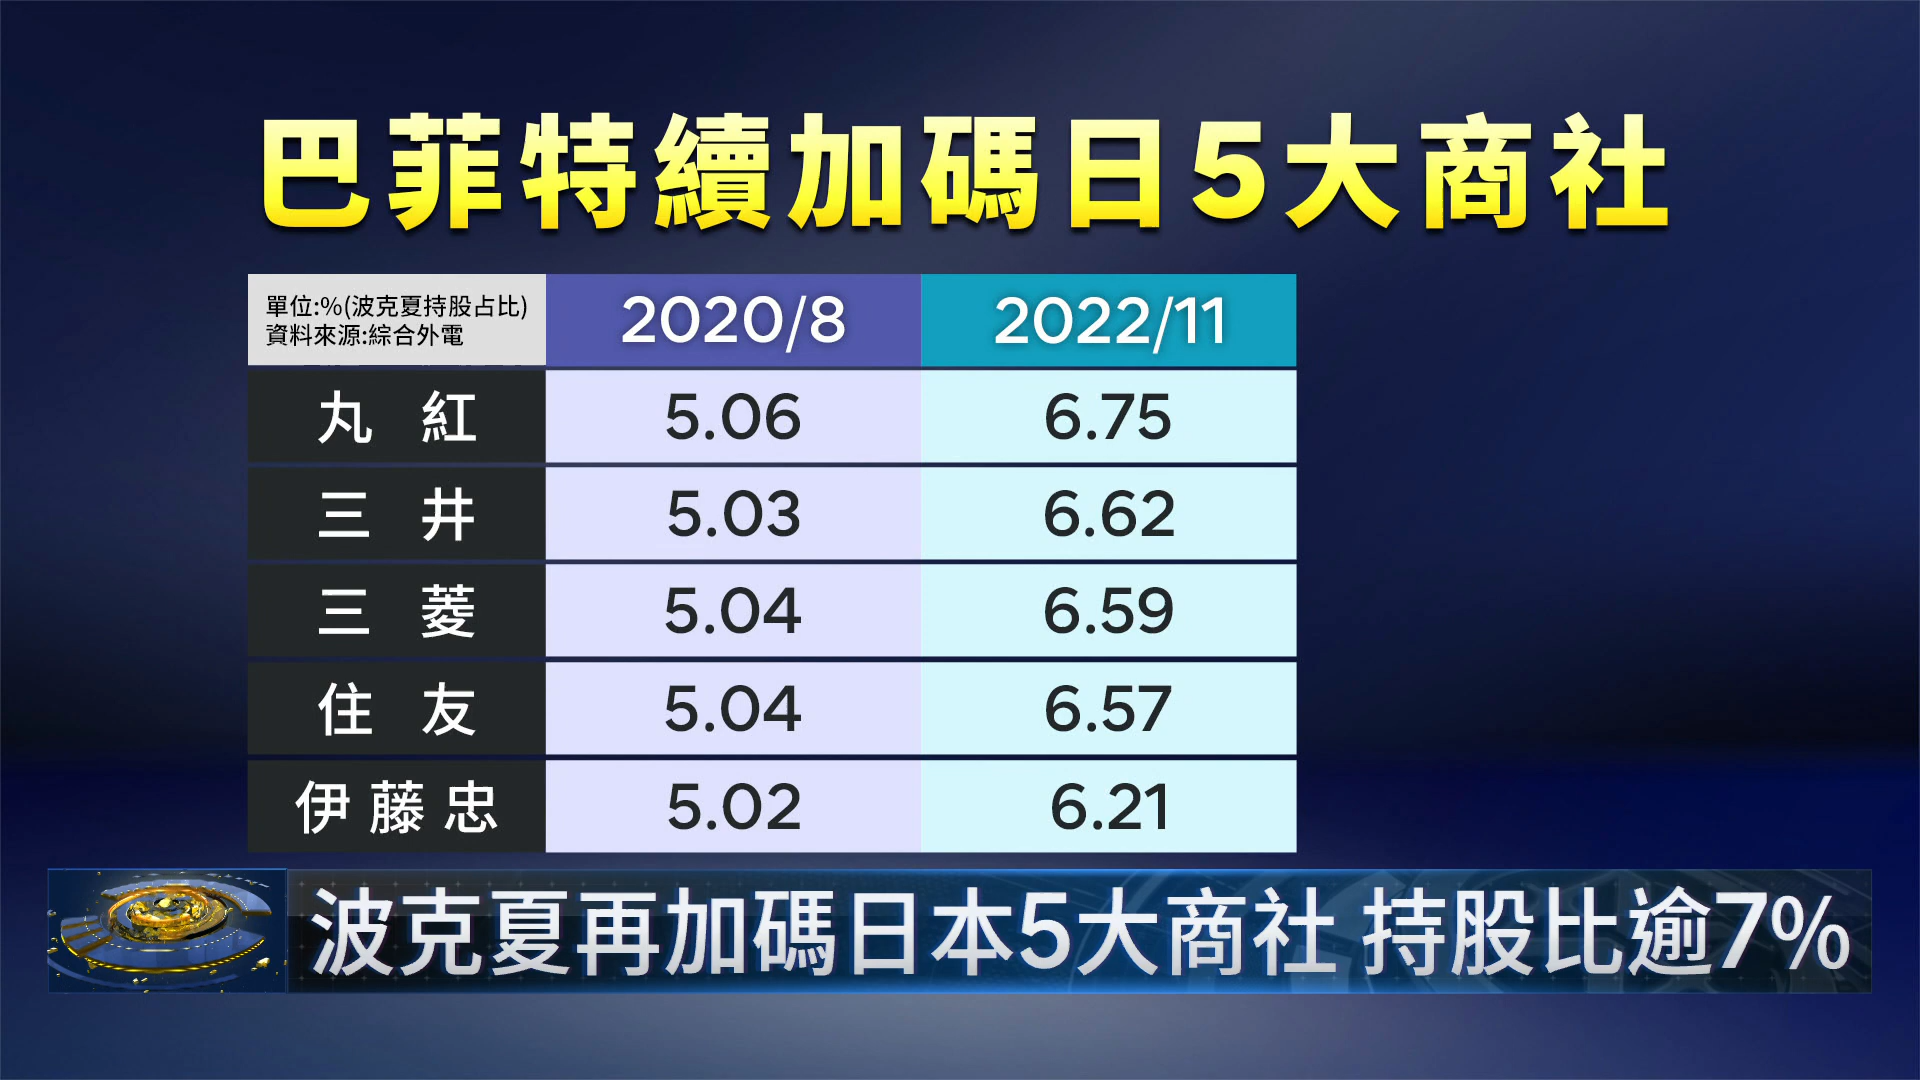 巴菲特續加碼日5大商社
單位:%(波克夏持股占比)
資料來源:綜合外電
2020/8 2022/11
丸紅 5.06 6.75
三井 5.03 6.62
三菱 5.04 6.59
住友 5.04 6.57
伊藤忠 5.02 6.21
波克夏再加碼日本5大商社 持股比逾7%